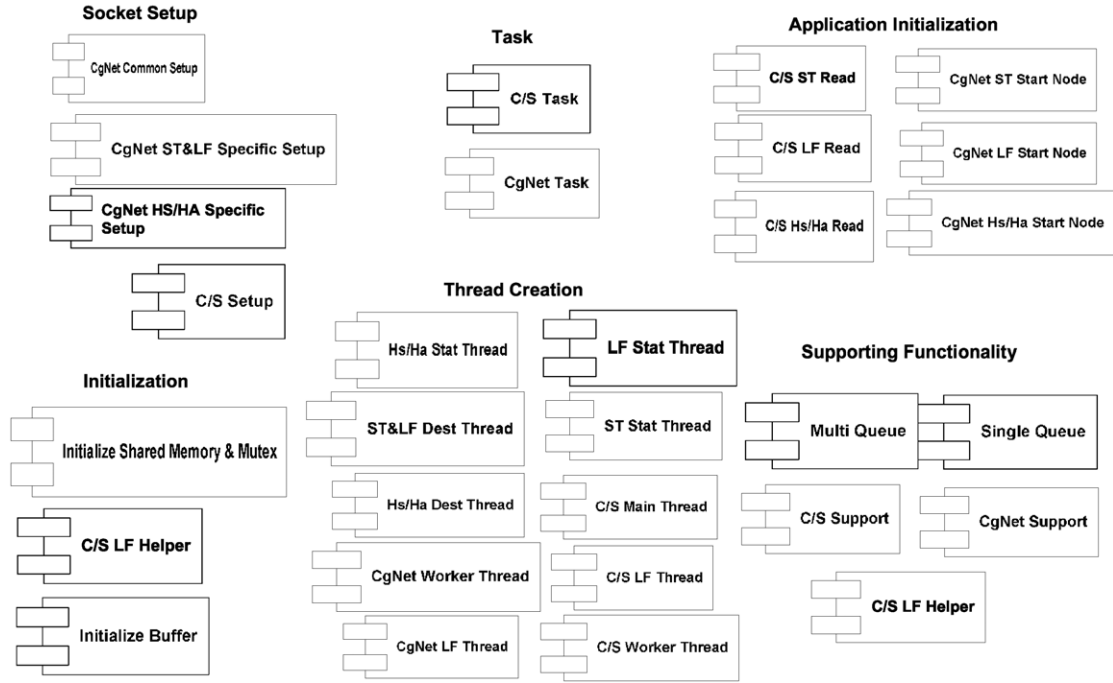 Socket Setup
CgNet Common Setup
CgNet ST&LF Specific Setup
CgNet HS/HA Specific
Setup
C/S Setup
Task
C/S Task
CgNet Task
Application Initialization
C/S ST Read
CgNet ST Start Node
C/S LF Read
CgNet LF Start Node
C/S Hs/Ha Read
CgNet Hs/Ha Start Node
Initialization
Initialize Shared Memory & Mutex
C/S LF Helper
Initialize Buffer
Thread Creation
Hs/Ha Stat Thread
LF Stat Thread
ST&LF Dest Thread
ST Stat Thread
Hs/Ha Dest Thread
C/S Main Thread
CgNet Worker Thread
C/S LF Thread
CgNet LF Thread
C/S Worker Thread
Supporting Functionality
Multi Queue
Single Queue
C/S Support
CgNet Support
C/S LF Helper